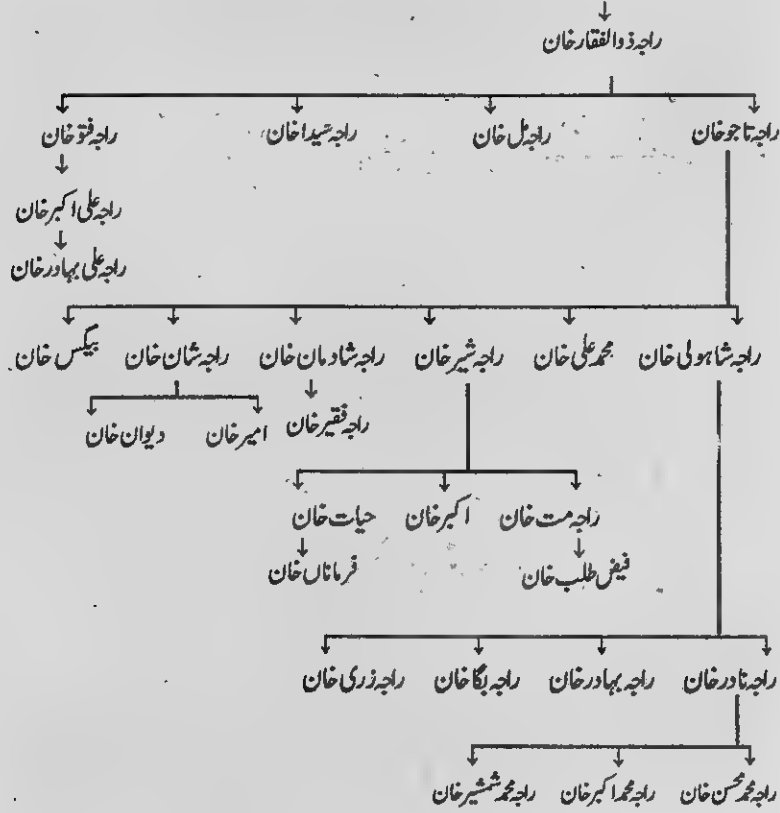 راجہ ذوالفقار خان
راجہ تاجو خان راجہ مل خان راجہ شیدا خان راجہ فتو خان
راجہ علی اکبر خان
راجہ علی بہادر خان
راجہ شاہولی خان محمد علی خان راجہ شیر خان راجہ شادمان خان راجہ شان خان بیکس خان
راجہ فقیر خان امیر خان دیوان خان
راجہ مت خان اکبر خان حیات خان
فیض طلب خان فرماناں خان
راجہ نادر خان راجہ بہادر خان راجہ بگا خان راجہ زری خان
راجہ محمد محسن خان راجہ محمد اکبر خان راجہ محمد شمشیر خان